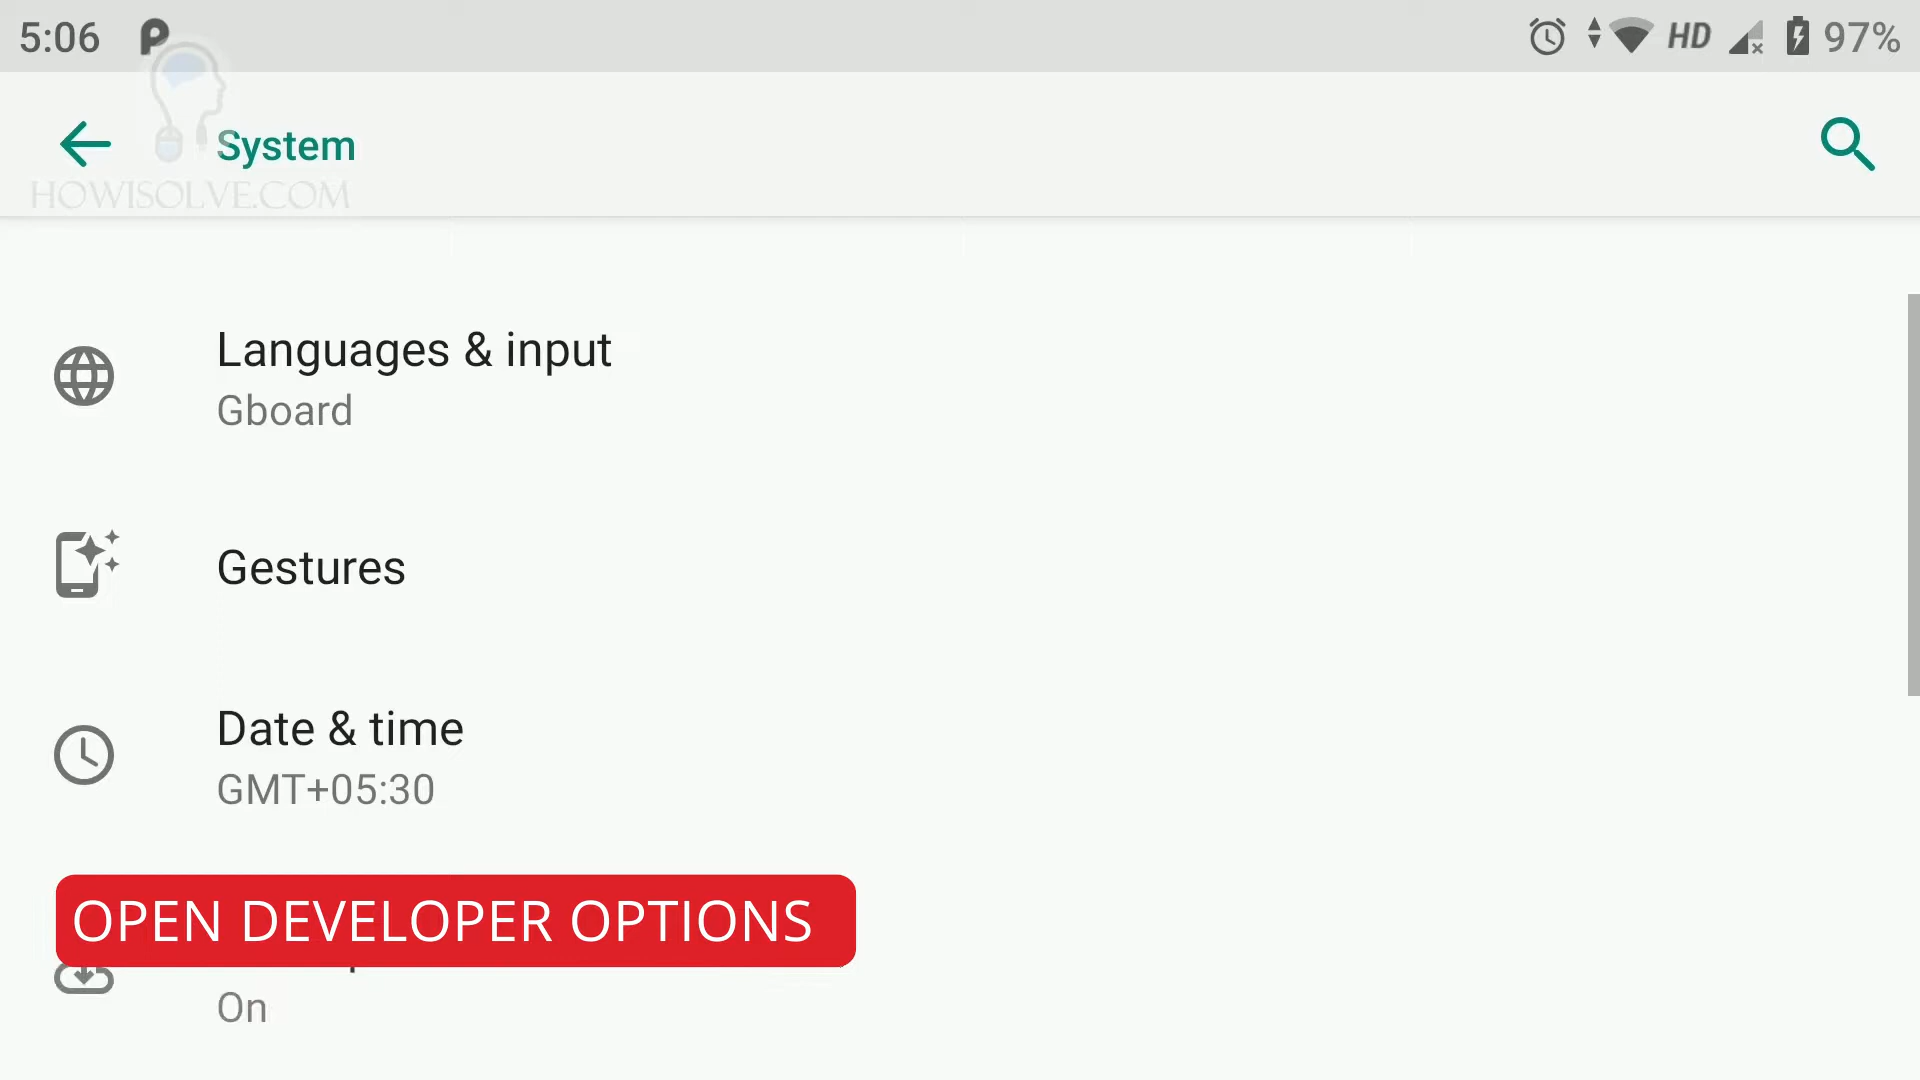 5:06
HD
97%
System
HOWISOLVE.COM
Languages & input
Gboard
Gestures
Date & time
GMT+05:30
OPEN DEVELOPER OPTIONS
On